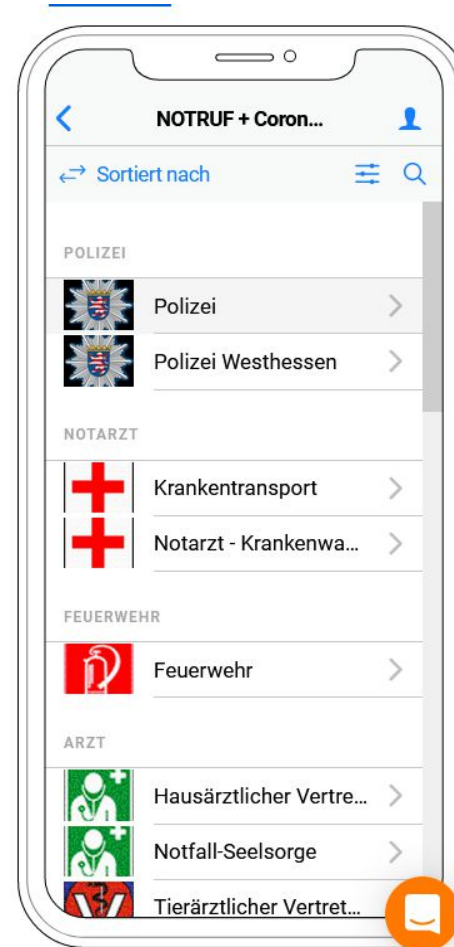 NOTRUF + Coron...
Sortiert nach
POLIZEI
Polizei
Polizei Westhessen
NOTARZT
Krankentransport
Notarzt - Krankenwa...
FEUERWEHR
Feuerwehr
ARZT
Hausärztlicher Vertre...
Notfall-Seelsorge
Tierärztlicher Vertret...